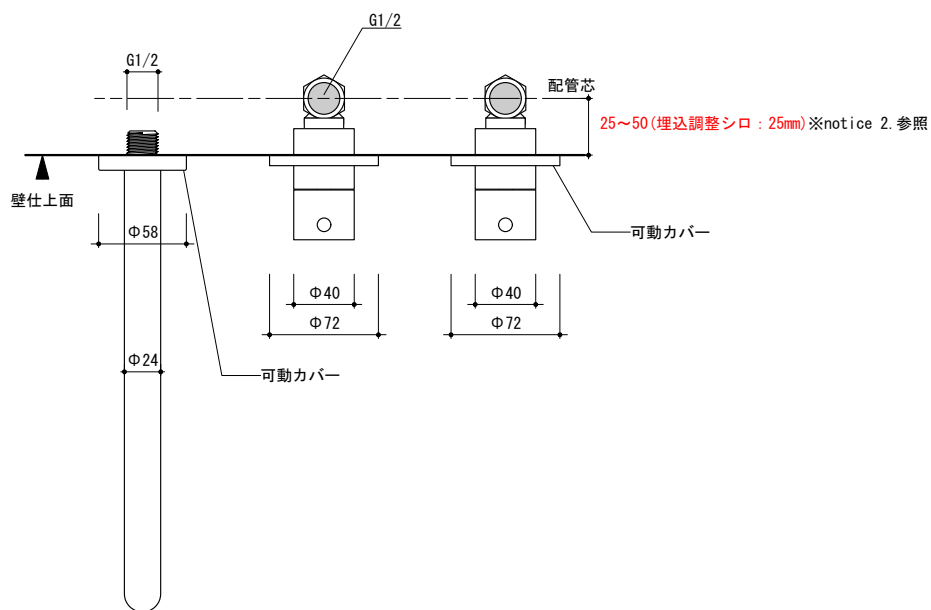 G1/2
G1/2
配管芯
25～50(埋込調整シロ：25mm)※notice 2.参照
壁仕上面
Φ58
可動カバー
Φ40
Φ40
Φ72
Φ72
Φ24
可動カバー